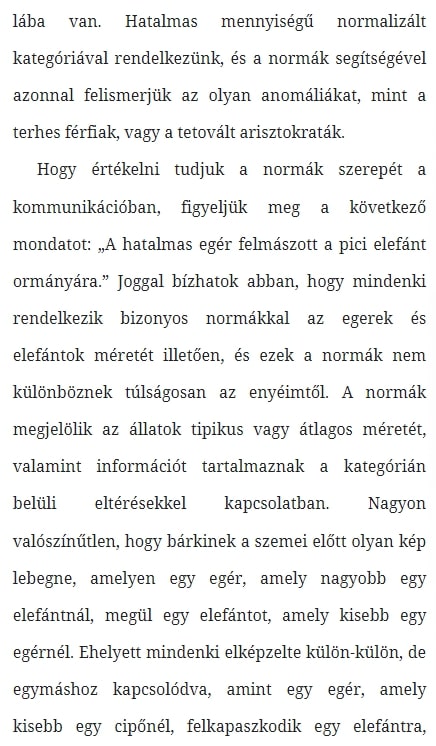 lába van. Hatalmas mennyiségű normalizált
kategóriával rendelkezünk, és a normák segítségével
azonnal felismerjük az olyan anomáliákat, mint a
terhes férfiak, vagy a tetovált arisztokraták.
Hogy értékelni tudjuk a normák szerepét a
kommunikációban, figyeljük meg a következő
mondatot: „A hatalmas egér felmászott a pici elefánt
ormányára.” Joggal bízhatok abban, hogy mindenki
rendelkezik bizonyos normákkal az egerek és
elefántok méretét illetően, és ezek a normák nem
különböznek túlságosan az enyéimtől. A normák
megjelölik az állatok tipikus vagy átlagos méretét,
valamint információt tartalmaznak a kategórián
belüli eltérésekkel kapcsolatban. Nagyon
valószínűtlen, hogy bárkinek a szemei előtt olyan kép
lebegne, amelyen egy egér, amely nagyobb egy
elefántnál, megül egy elefántot, amely kisebb egy
egérnél. Ehelyett mindenki elképzelte külön-külön, de
egymáshoz kapcsolódva, amint egy egér, amely
kisebb egy cipőnél, felkapaszkodik egy elefántra,